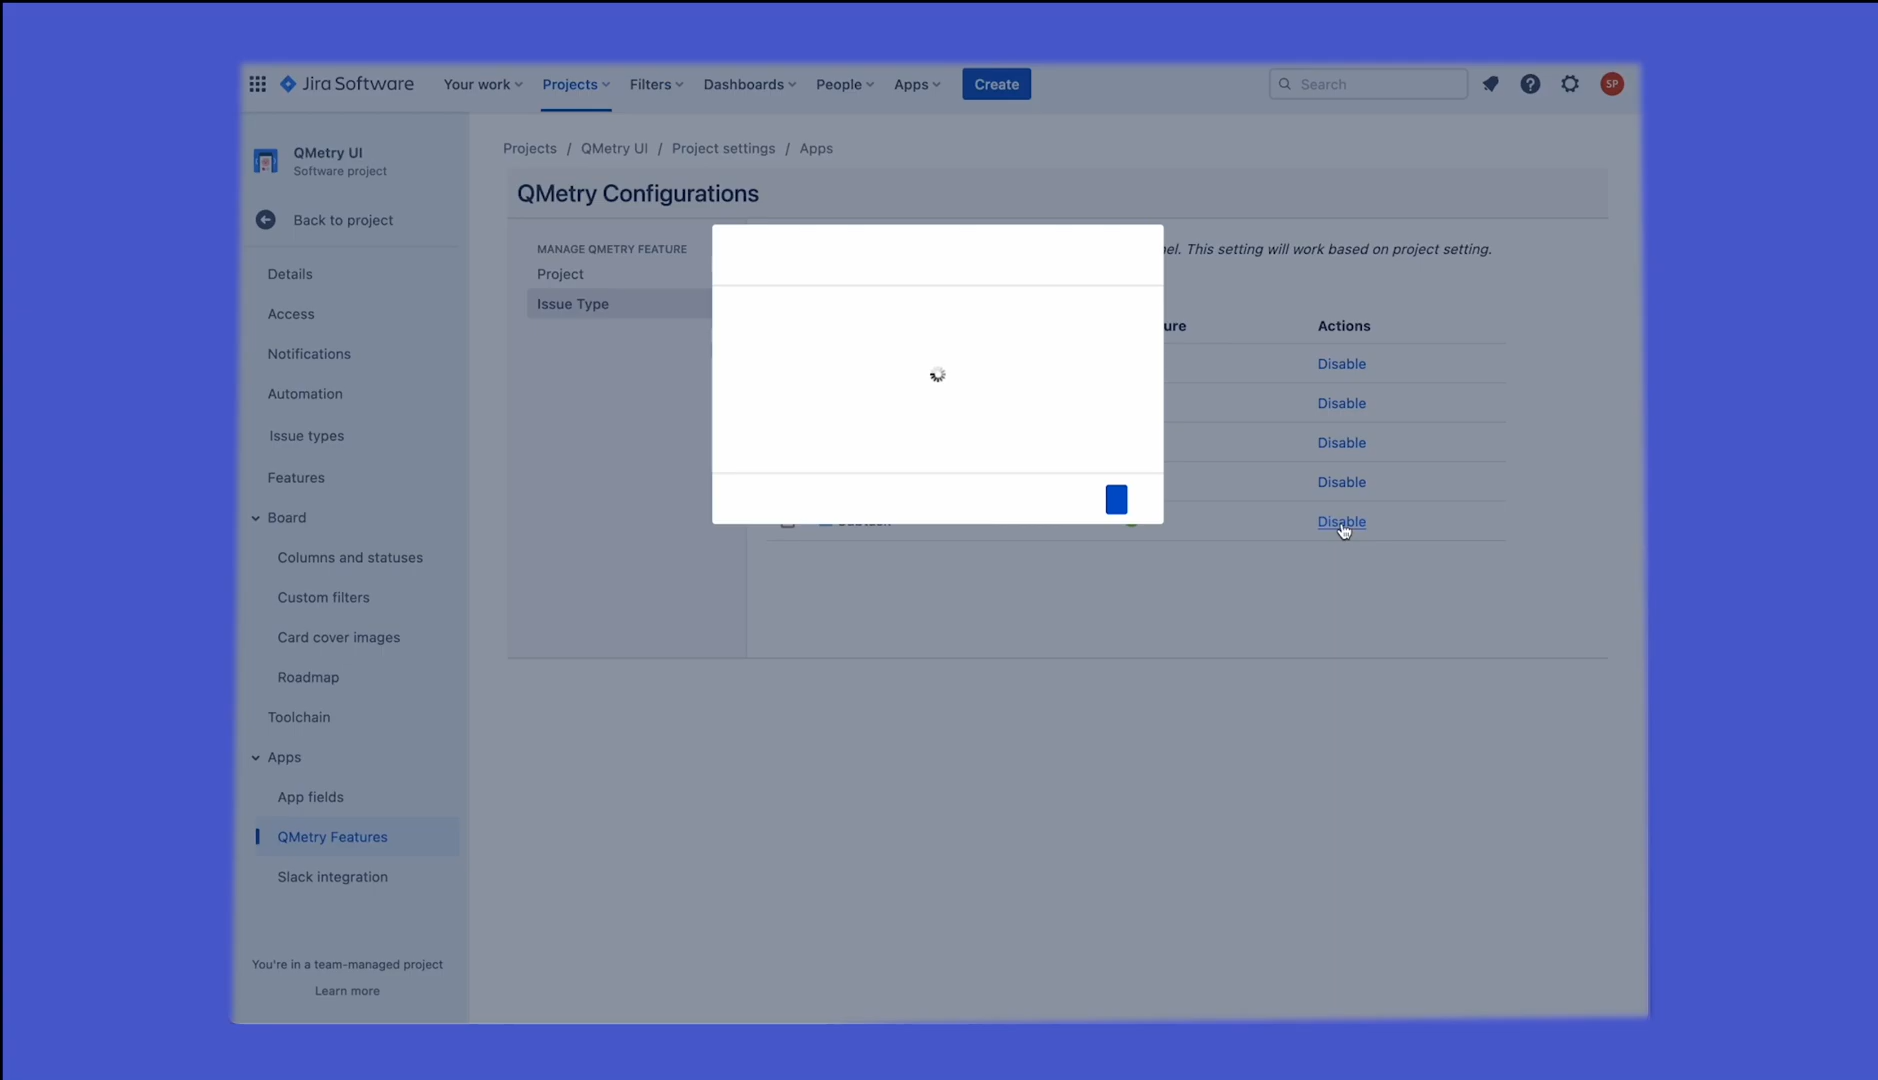 Jira Software Your work Projects Filters Dashboards People Apps Create Search SP
QMetry UI
Software project
Back to project
Details
Access
Notifications
Automation
Issue types
Features
Board
Columns and statuses
Custom filters
Card cover images
Roadmap
Toolchain
Apps
App fields
QMetry Features
Slack integration
You're in a team-managed project
Learn more
Projects / QMetry UI / Project settings / Apps
QMetry Configurations
MANAGE QMETRY FEATURE
Project
Issue Type
This setting will work based on project setting.
Actions
Disable
Disable
Disable
Disable
Disable